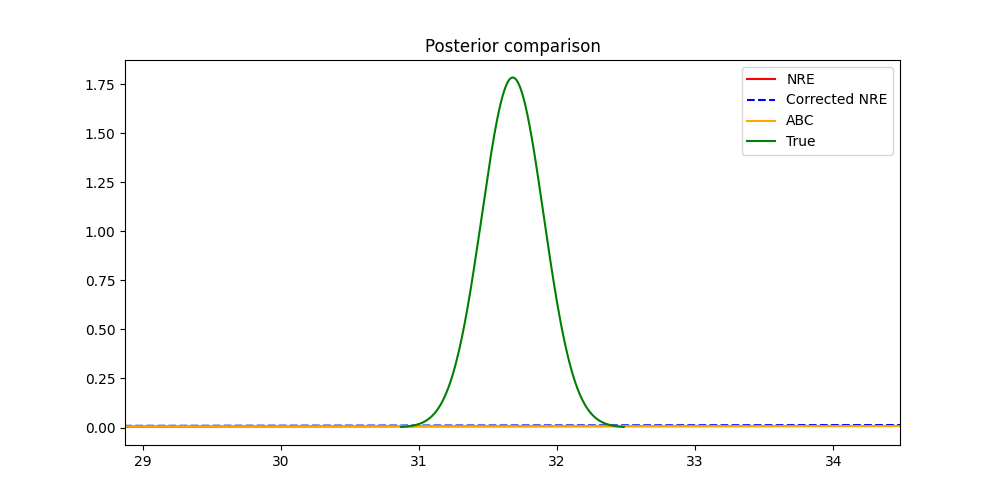 Posterior comparison
NRE
Corrected NRE
ABC
True
1.75
1.50
1.25
1.00
0.75
0.50
0.25
0.00
29 30 31 32 33 34